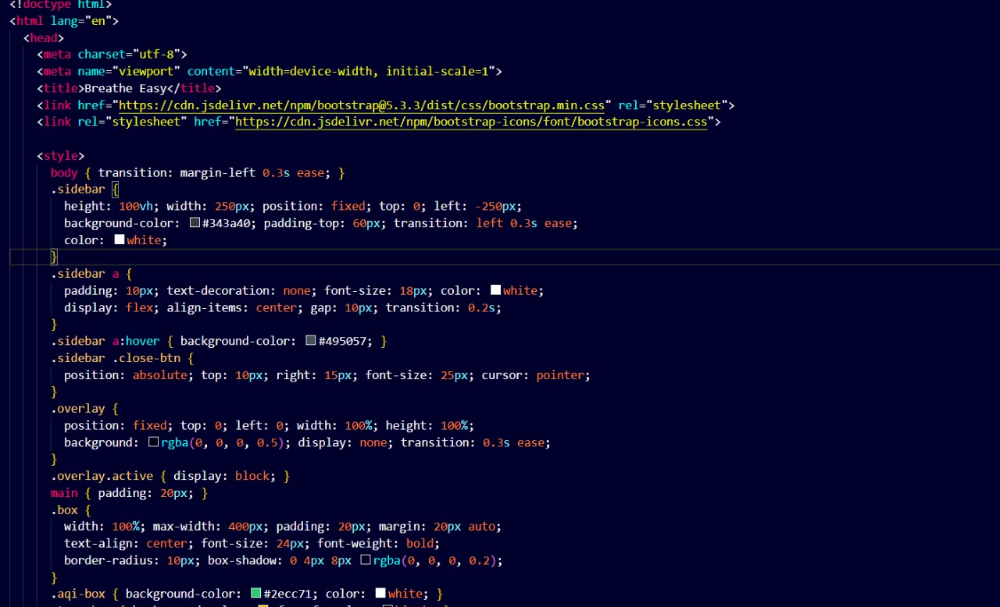 <!doctype html>
<html lang="en">
<head>
<meta charset="utf-8">
<meta name="viewport" content="width=device-width, initial-scale=1">
<title>Breathe Easy</title>
<link href="https://cdn.jsdelivr.net/npm/bootstrap@5.3.3/dist/css/bootstrap.min.css" rel="stylesheet">
<link rel="stylesheet" href="https://cdn.jsdelivr.net/npm/bootstrap-icons/font/bootstrap-icons.css">
<style>
body { transition: margin-left 0.3s ease; }
.sidebar {
height: 100vh; width: 250px; position: fixed; top: 0; left: -250px;
background-color: #343a40; padding-top: 60px; transition: left 0.3s ease;
color: white;
}
.sidebar a {
padding: 10px; text-decoration: none; font-size: 18px; color: white;
display: flex; align-items: center; gap: 10px; transition: 0.2s;
}
.sidebar a:hover { background-color: #495057; }
.sidebar .close-btn {
position: absolute; top: 10px; right: 15px; font-size: 25px; cursor: pointer;
}
.overlay {
position: fixed; top: 0; left: 0; width: 100%; height: 100%;
background: rgba(0, 0, 0, 0.5); display: none; transition: 0.3s ease;
}
.overlay.active { display: block; }
main { padding: 20px; }
.box {
width: 100%; max-width: 400px; padding: 20px; margin: 20px auto;
text-align: center; font-size: 24px; font-weight: bold;
border-radius: 10px; box-shadow: 0 4px 8px rgba(0, 0, 0, 0.2);
}
.aqi-box { background-color: #2ecc71; color: white; }